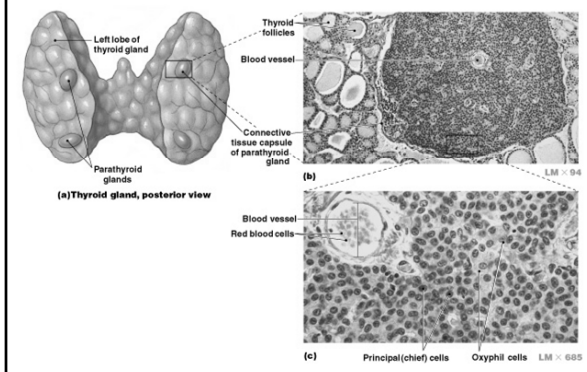 Left lobe of
thyroid gland
Parathyroid
glands
(a)Thyroid gland, posterior view
Thyroid
follicles
Blood vessel
Connective
tissue capsule
of parathyroid
gland
(b)
LM × 94
Blood vessel
Red blood cells
(c)
Principal(chief) cells
Oxyphil cells
LM × 685